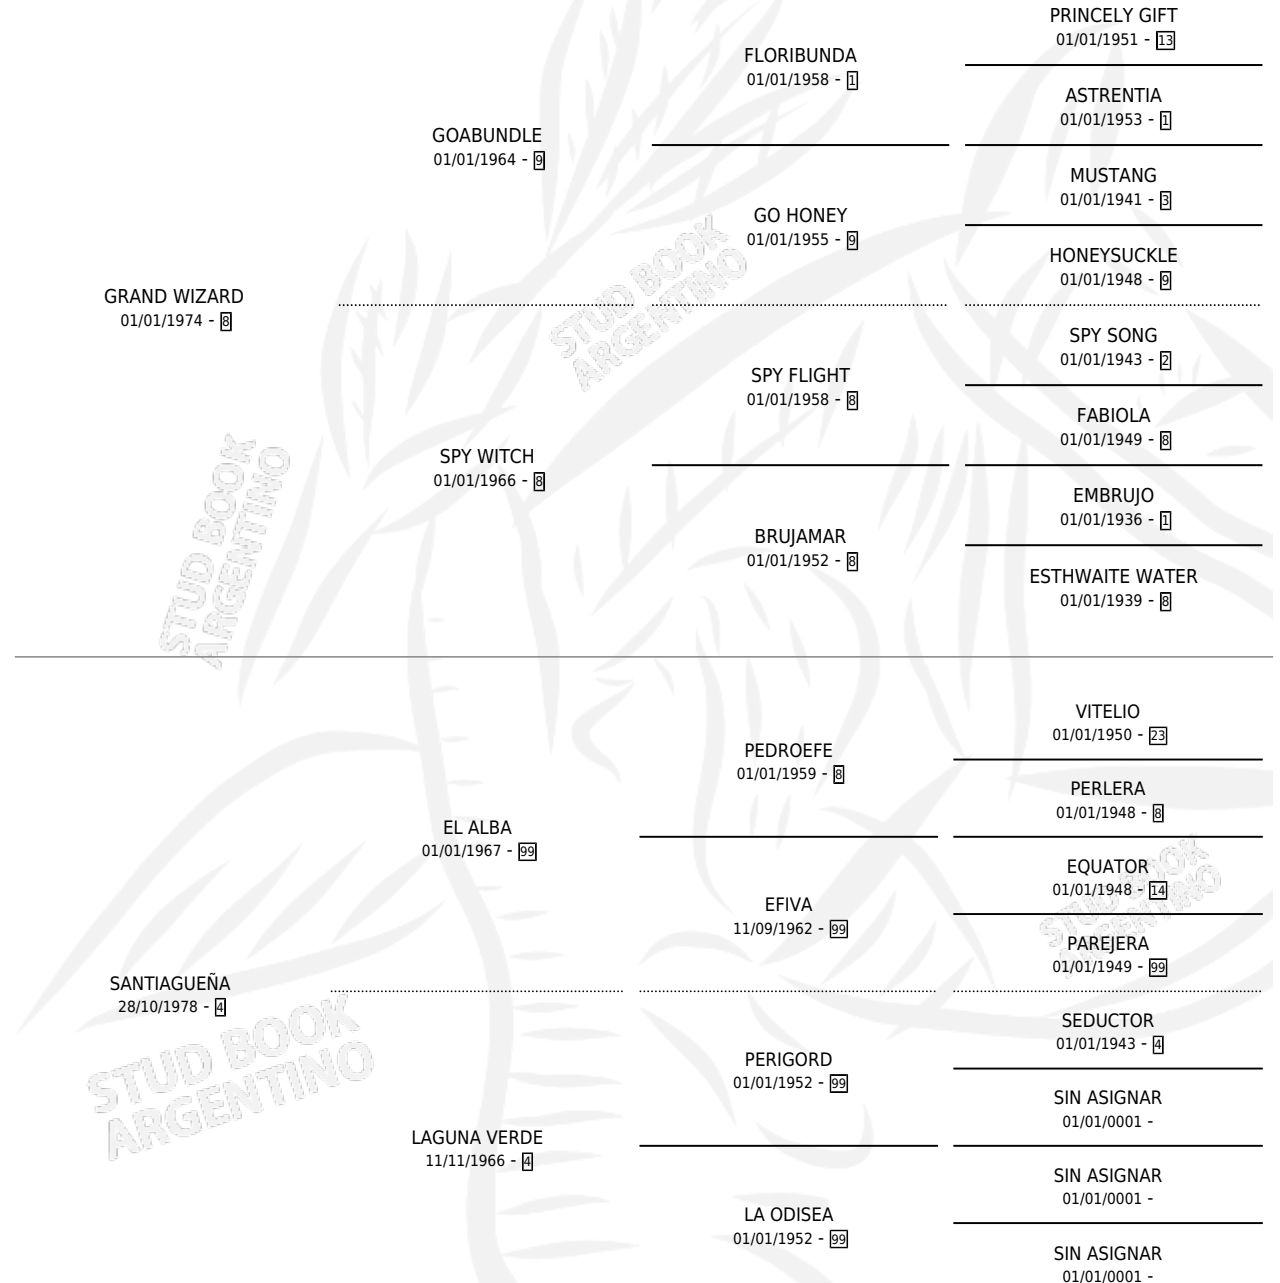 PRINCELY GIFT
01/01/1951 - 13
FLORIBUNDA
01/01/1958 - 1
ASTRENTIA
01/01/1953 - 1
GOABUNDLE
01/01/1964 - 9
MUSTANG
01/01/1941 - 3
GO HONEY
01/01/1955 - 9
HONEYSUCKLE
01/01/1948 - 9
GRAND WIZARD
01/01/1974 - 8
STUD BOOK
ARGENTINO
SPY SONG
01/01/1943 - 2
SPY FLIGHT
01/01/1958 - 8
FABIOLA
01/01/1949 - 8
SPY WITCH
01/01/1966 - 8
EMBRUJO
01/01/1936 - 1
BRUJAMAR
01/01/1952 - 8
ESTHWAITE WATER
01/01/1939 - 8
STUD BOOK
ARGENTINO
VITELIO
01/01/1950 - 23
PEDROEFE
01/01/1959 - 8
PERLERA
01/01/1948 - 8
EL ALBA
01/01/1967 - 99
EQUATOR
01/01/1948 - 14
EFIVA
11/09/1962 - 99
STUD BOOK
ARGENTINO
PAREJERA
01/01/1949 - 99
SANTIAGUEÑA
28/10/1978 - 4
SEDUCTOR
01/01/1943 - 4
PERIGORD
01/01/1952 - 99
STUD BOOK
ARGENTINO
SIN ASIGNAR
01/01/0001 -
LAGUNA VERDE
11/11/1966 - 4
SIN ASIGNAR
01/01/0001 -
LA ODISEA
01/01/1952 - 99
SIN ASIGNAR
01/01/0001 -